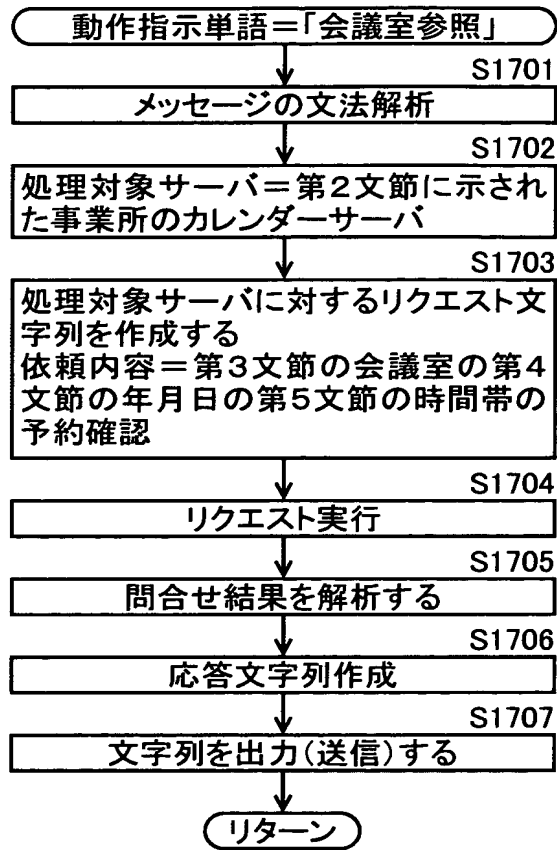 動作指示単語=「会議室参照」
S1701
メッセージの文法解析
S1702
処理対象サーバ=第2文節に示され
た事業所のカレンダーサーバ
S1703
処理対象サーバに対するリクエスト文
字列を作成する
依頼内容=第3文節の会議室の第4
文節の年月日の第5文節の時間帯の
予約確認
S1704
リクエスト実行
S1705
問合せ結果を解析する
S1706
応答文字列作成
S1707
文字列を出力(送信)する
リターン